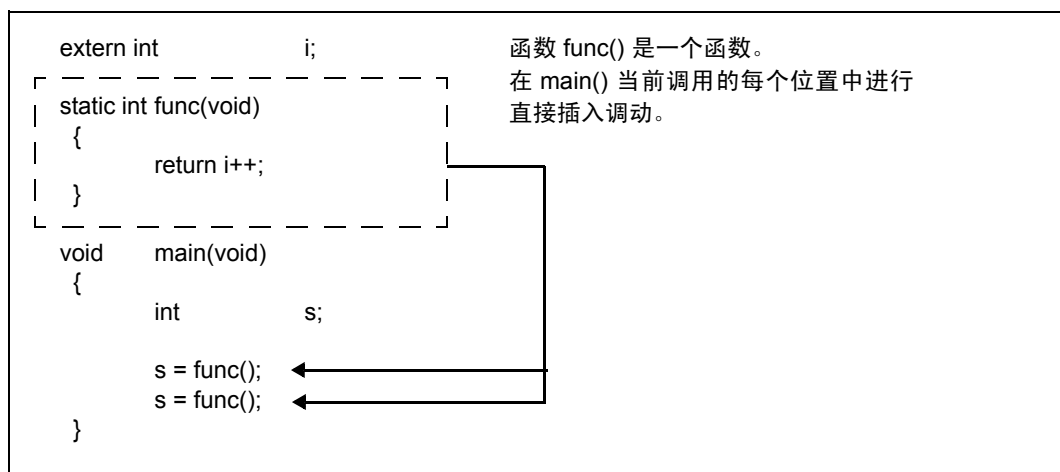 extern int i;
static int func(void)
{
return i++;
}
void main(void)
{
int s;
s = func();
s = func();
}
函数 func() 是一个函数。
在 main() 当前调用的每个位置中进行
直接插入调动。